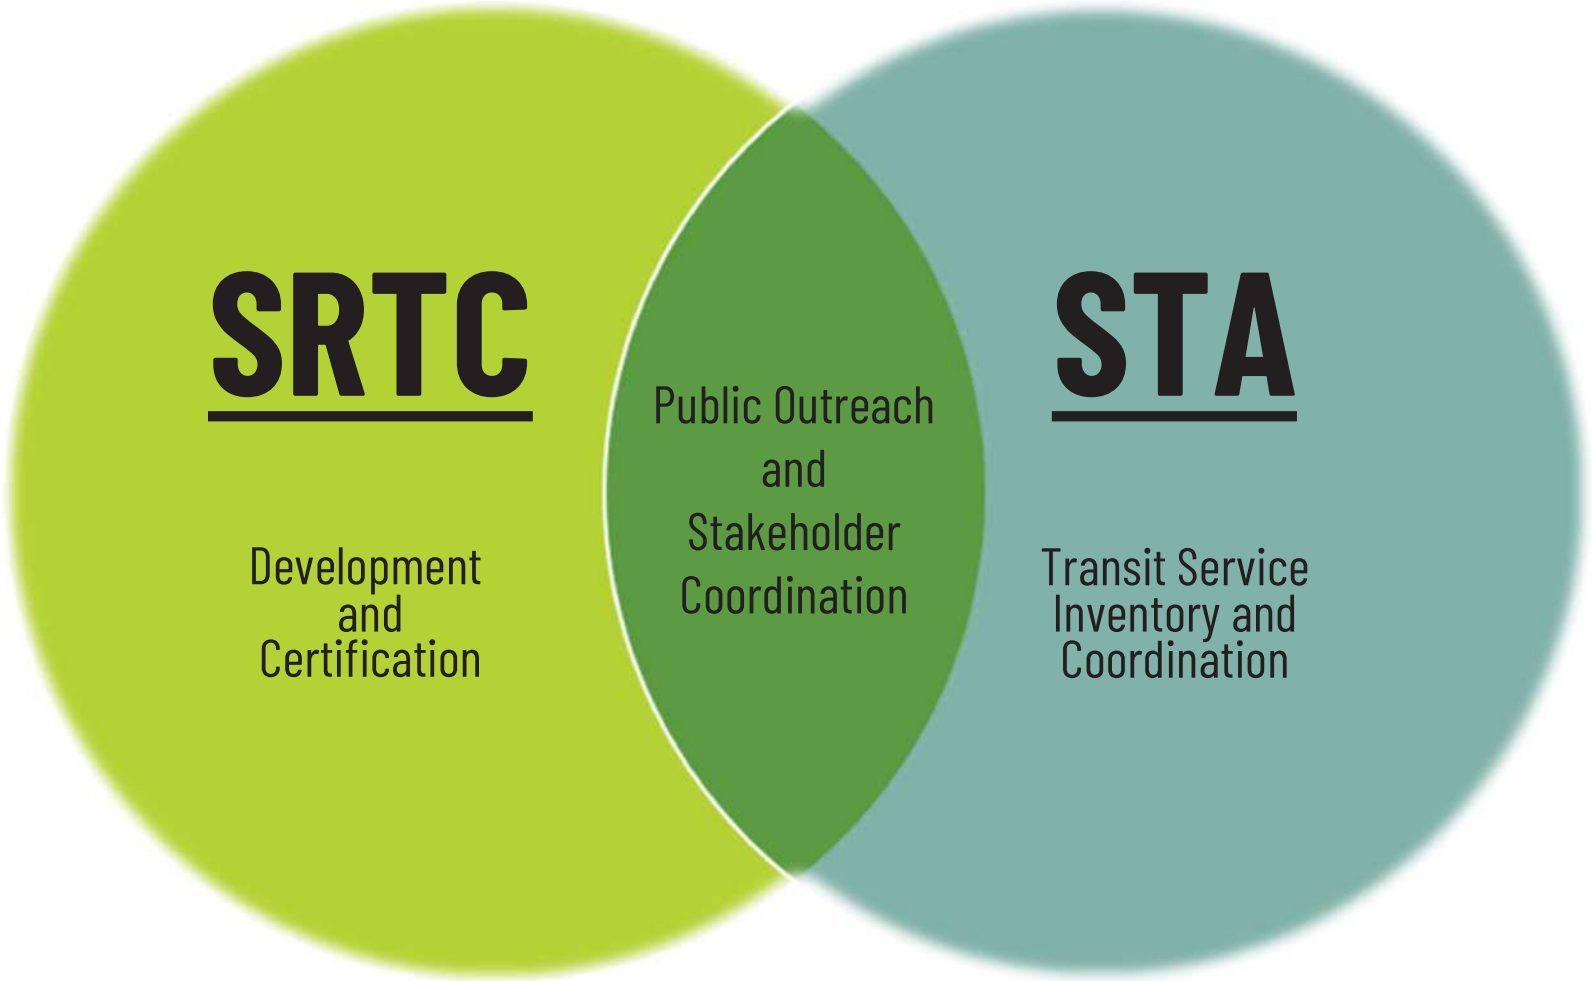 SRTC
Development
and
Certification
Public Outreach
and
Stakeholder
Coordination
STA
Transit Service
Inventory and
Coordination